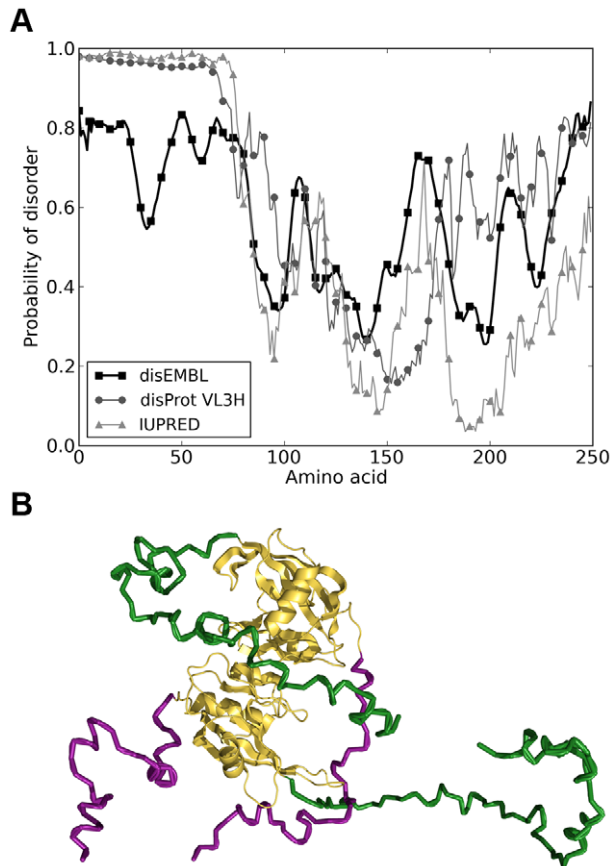 A
1.0
0.8
0.6
0.4
0.2
0.0
Probability of disorder
disEMBL
disProt VL3H
IUPRED
0 50 100 150 200 250
Amino acid
B